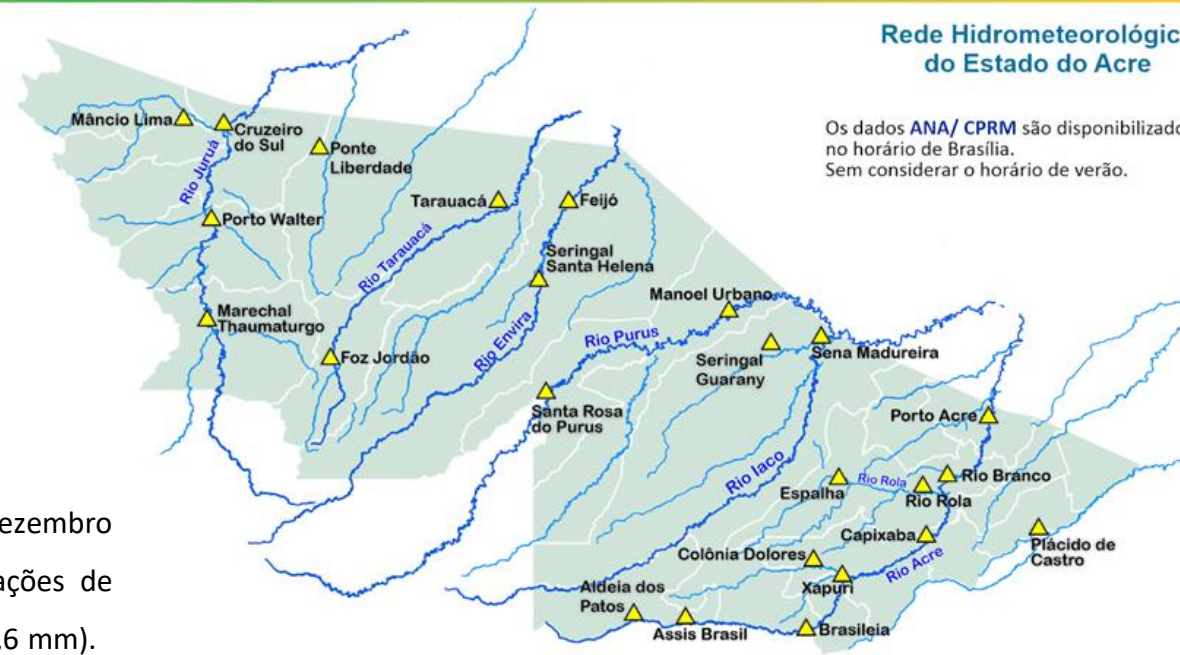 Rede Hidrometeorológic
do Estado do Acre
Os dados ANA/ CPRM são disponibilizado
no horário de Brasília.
Sem considerar o horário de verão.
Mâncio Lima
Cruzeiro
do Sul
Ponte
Liberdade
Rio Juruá
Tarauacá
Feijó
Porto Walter
Rio Tarauacá
Seringal
Santa Helena
Manoel Urbano
Marechal
Thaumaturgo
Rio Envira
Rio Purus
Foz Jordão
Seringal
Guarany
Sena Madureira
Santa Rosa
do Purus
Porto Acre
Rio Iaco
Espalha
Rio Rola
Rio Branco
Rio Rola
Capixaba
Plácido de
Castro
Colônia Dolores
Rio Acre
Xapuri
Aldeia dos
Patos
Assis Brasil
Brasileia
ezembro
ações de
,6 mm).